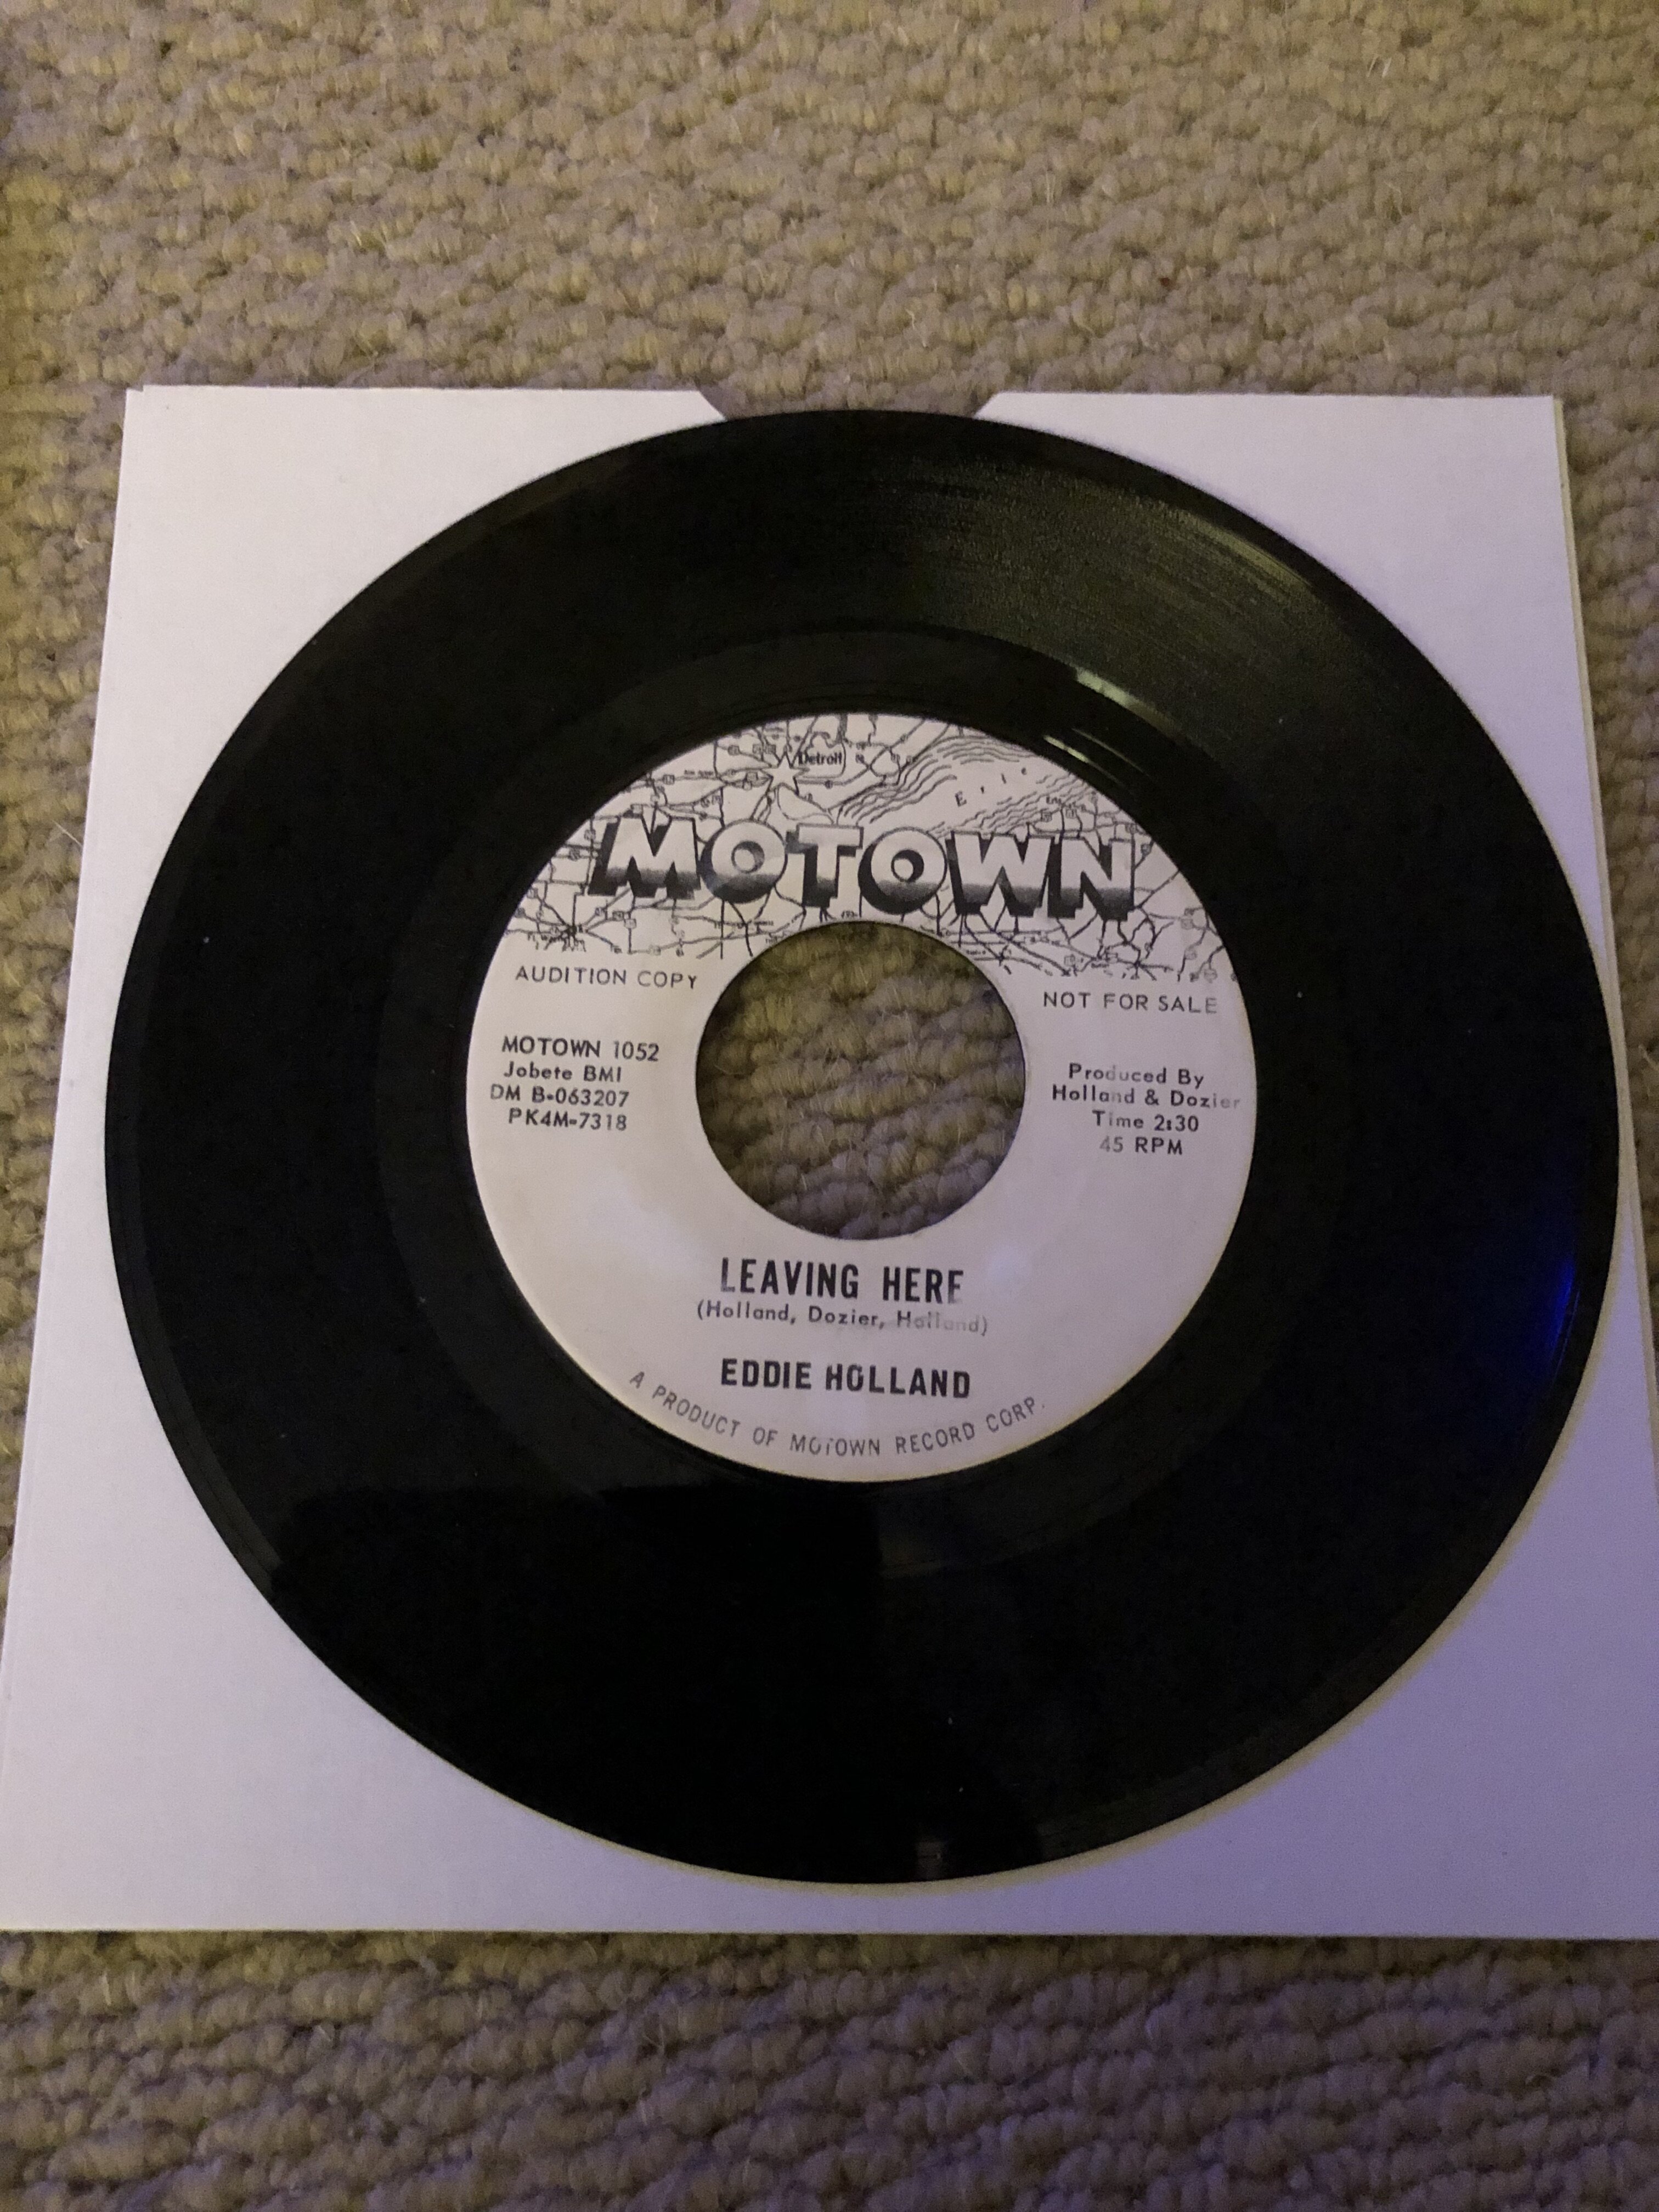 Detroit
Erie
MOTOWN
AUDITION COPY
NOT FOR SALE
MOTOWN 1052
Jobete BMI
DM B-063207
PK4M-7318
Produced By
Holland & Dozier
Time 2:30
45 RPM
LEAVING HERE
(Holland, Dozier, Holland)
EDDIE HOLLAND
A PRODUCT OF MOTOWN RECORD CORP.